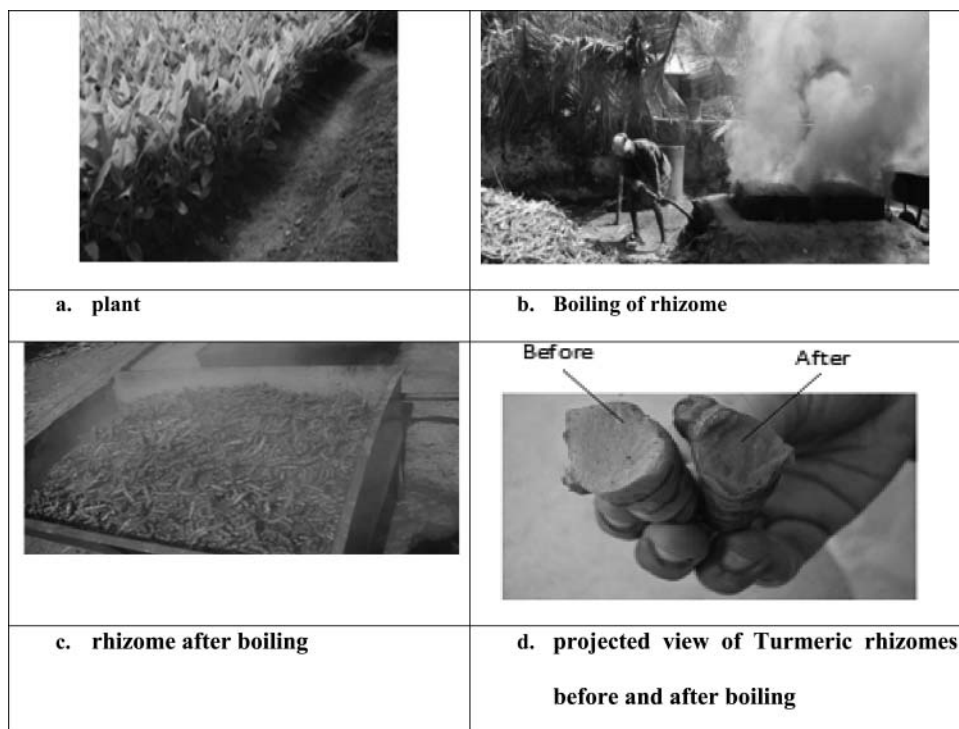 a. plant
b. Boiling of rhizome
Before
After
c. rhizome after boiling
d. projected view of Turmeric rhizomes
before and after boiling